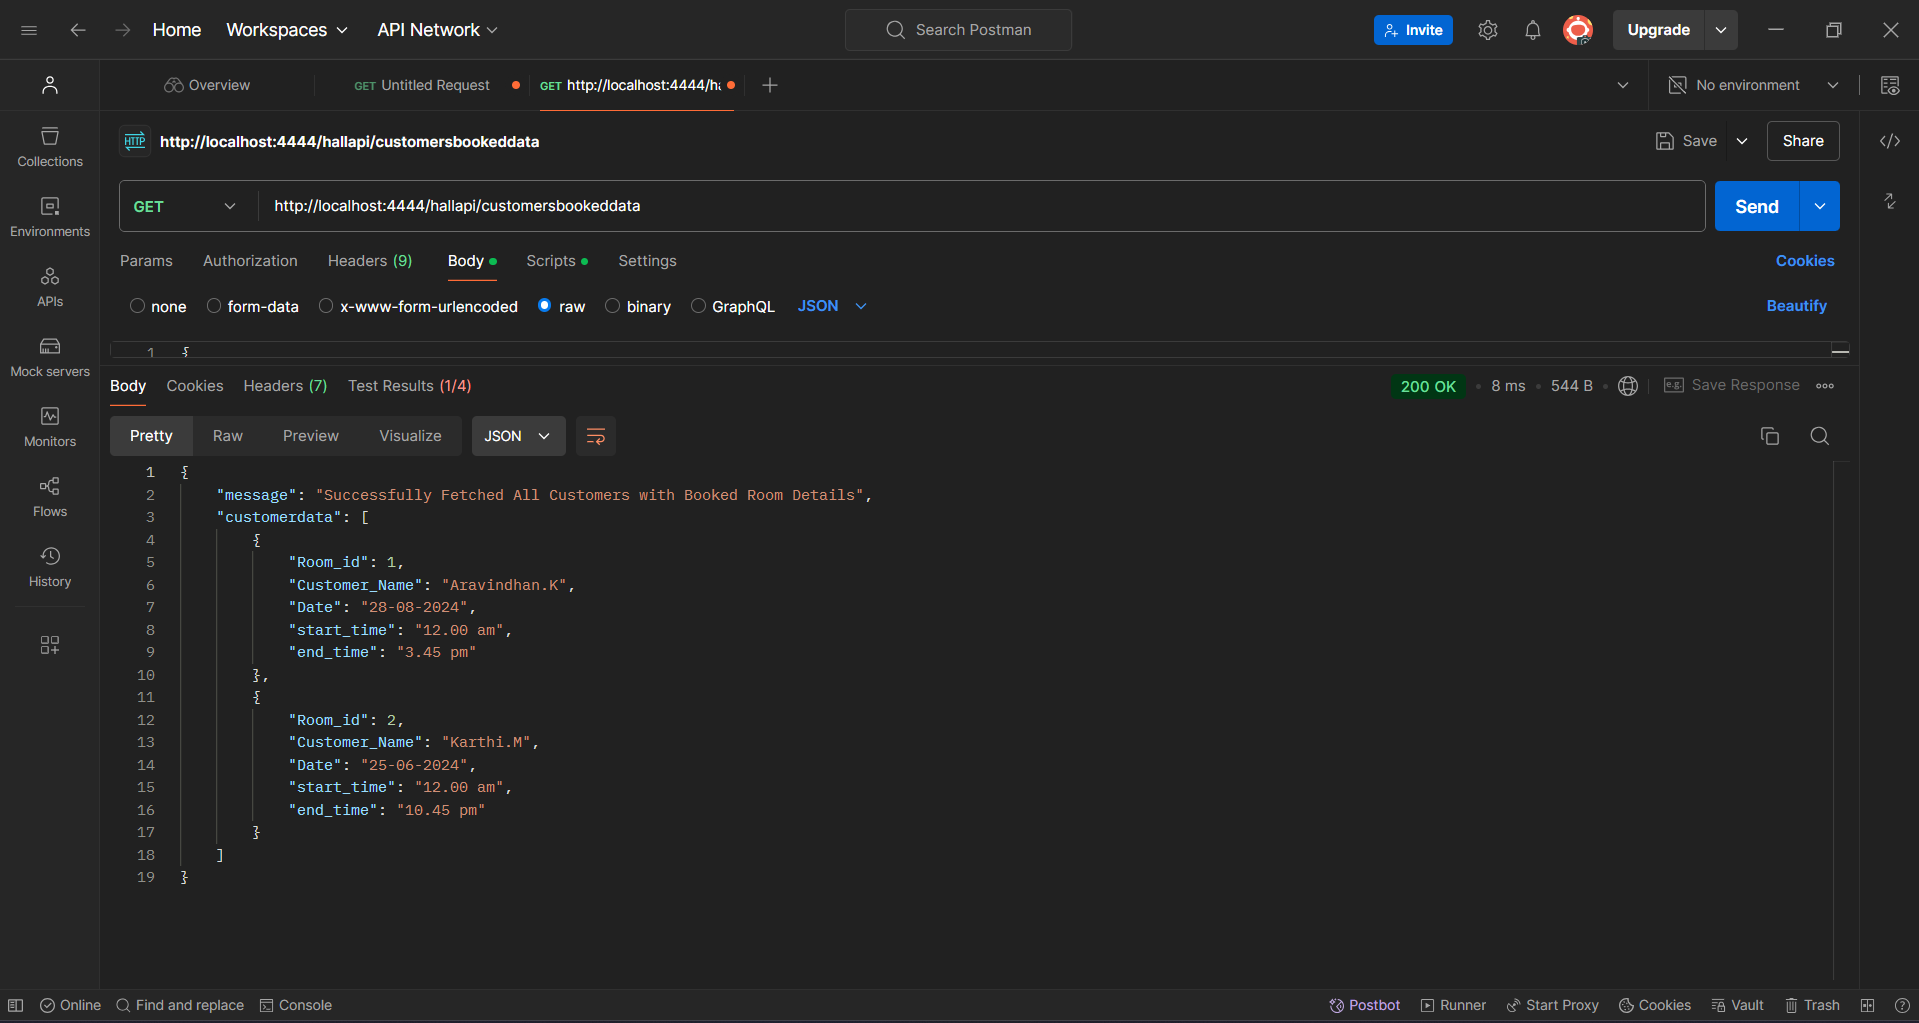 Home Workspaces API Network Search Postman Invite Upgrade
Overview GET Untitled Request GET http://localhost:4444/ha No environment
HTTP http://localhost:4444/hallapi/customersbookeddata Save Share
Collections
GET http://localhost:4444/hallapi/customersbookeddata Send
Environments
Params Authorization Headers (9) Body Scripts Settings Cookies
APIs
none form-data x-www-form-urlencoded raw binary GraphQL JSON Beautify
Mock servers
1 {
Body Cookies Headers (7) Test Results (1/4) 200 OK 8 ms 544 B e.g. Save Response
Monitors
Pretty Raw Preview Visualize JSON
Flows
History
1 {
2 "message": "Successfully Fetched All Customers with Booked Room Details",
3 "customerdata": [
4 {
5 "Room_id": 1,
6 "Customer_Name": "Aravindhan.K",
7 "Date": "28-08-2024",
8 "start_time": "12.00 am",
9 "end_time": "3.45 pm"
10 },
11 {
12 "Room_id": 2,
13 "Customer_Name": "Karthi.M",
14 "Date": "25-06-2024",
15 "start_time": "12.00 am",
16 "end_time": "10.45 pm"
17 }
18 ]
19 }
Online Find and replace Console Postbot Runner Start Proxy Cookies Vault Trash